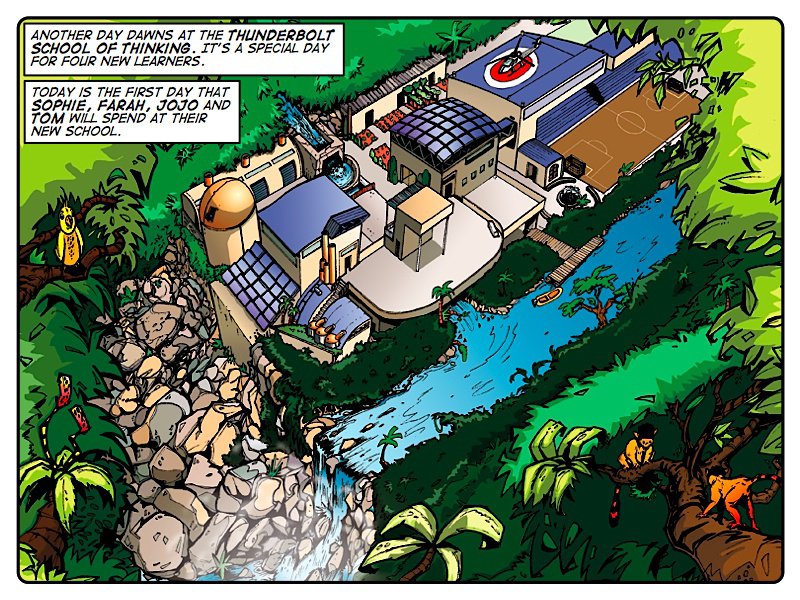 ANOTHER DAY DAWNS AT THE THUNDERBOLT
SCHOOL OF THINKING. IT'S A SPECIAL DAY
FOR FOUR NEW LEARNERS.
TODAY IS THE FIRST DAY THAT
SOPHIE, FARAH, JOJO AND
TOM WILL SPEND AT THEIR
NEW SCHOOL.